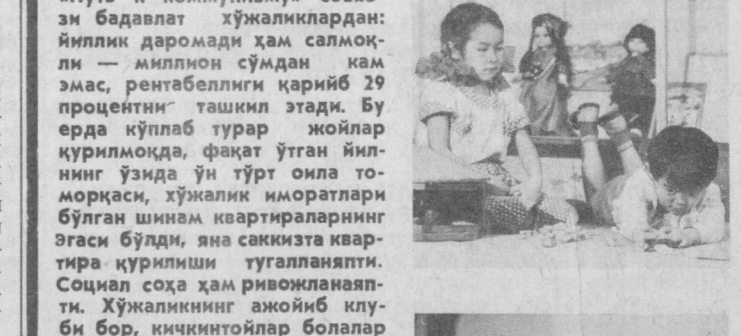 «Путь к коммунизму» совхо-
зи бадавлат хўжаликлардан:
йиллик даромади ҳам салмоқ-
ли — миллион сўмдан кам
эмас, рентабеллиги қарийб 29
процентни ташкил этади. Бу
ерда кўплаб турар жойлар
қурилмоқда, фақат ўтган йил-
нинг ўзида ўн тўрт оила то-
морқаси, хўжалик иморатлари
бўлган шинам квартираларнинг
эгаси бўлди, яна саккизта квар-
тира қурилиши тугалланяпти.
Социал соҳа ҳам ривожланаяп-
ти. Хўжаликнинг ажойиб клу-
би бор, кичкинтойлар болалар